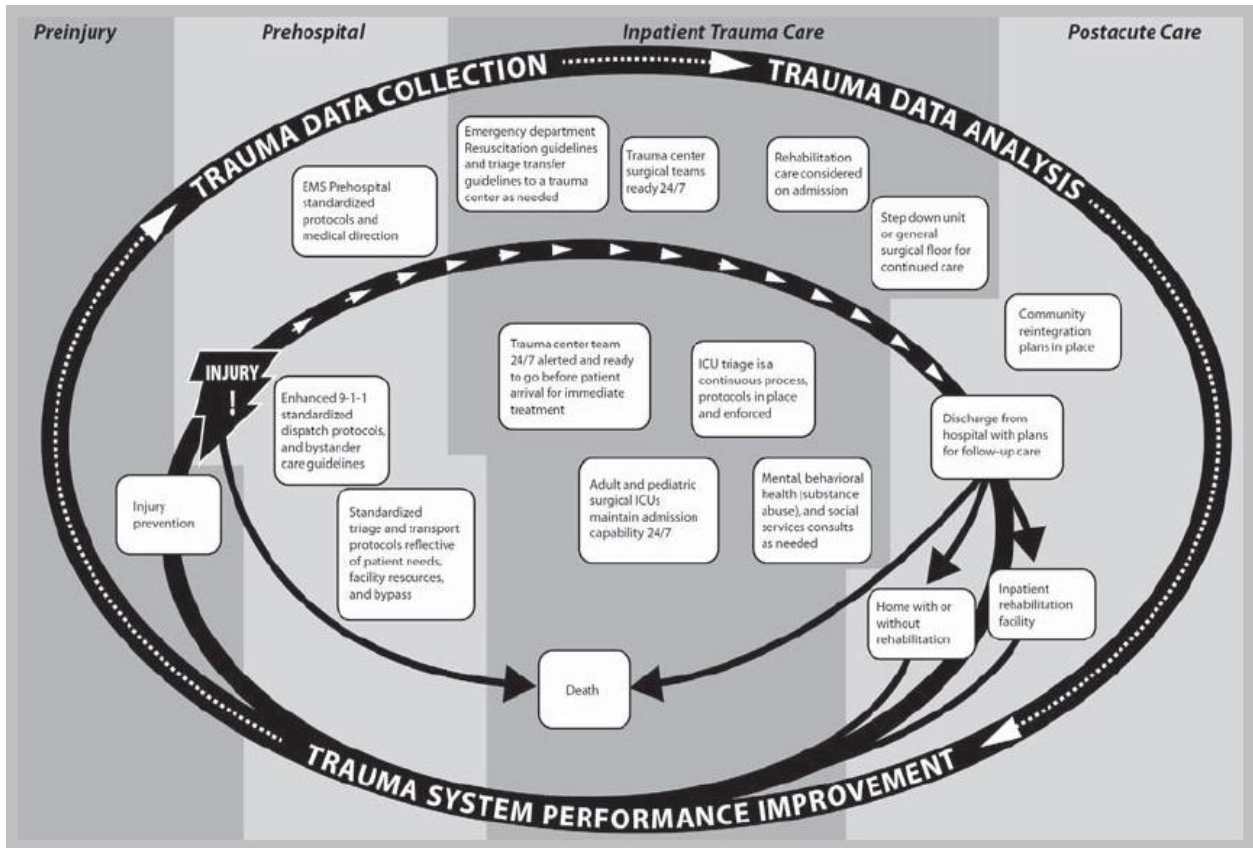 Preinjury
Prehospital
Inpatient Trauma Care
Postacute Care
TRAUMA DATA COLLECTION
TRAUMA DATA ANALYSIS
Emergency department
Resuscitation guidelines
and triage transfer
guidelines to a trauma
center as needed
Trauma center
surgical teams
ready 24/7
Rehabilitation
care considered
on admission
EMS Prehospital
standardized
protocols and
medical direction
Step down unit
or general
surgical floor for
continued care
Community
reintegration
plans in place
Trauma center team
24/7 alerted and ready
to go before patient
arrival for immediate
treatment
ICU triage is a
continuous process,
protocols in place
and enforced
INJURY
!
Enhanced 9-1-1
standardized
dispatch protocols,
and bystander
care guidelines
Discharge from
hospital with plans
for follow-up care
Injury
prevention
Standardized
triage and transport
protocols reflective
of patient needs,
facility resources,
and bypass
Adult and pediatric
surgical ICUs
maintain admission
capability 24/7
Mental, behavioral
health (substance
abuse), and social
services consults
as needed
Home with or
without
rehabilitation
Inpatient
rehabilitation
facility
Death
TRAUMA SYSTEM PERFORMANCE IMPROVEMENT